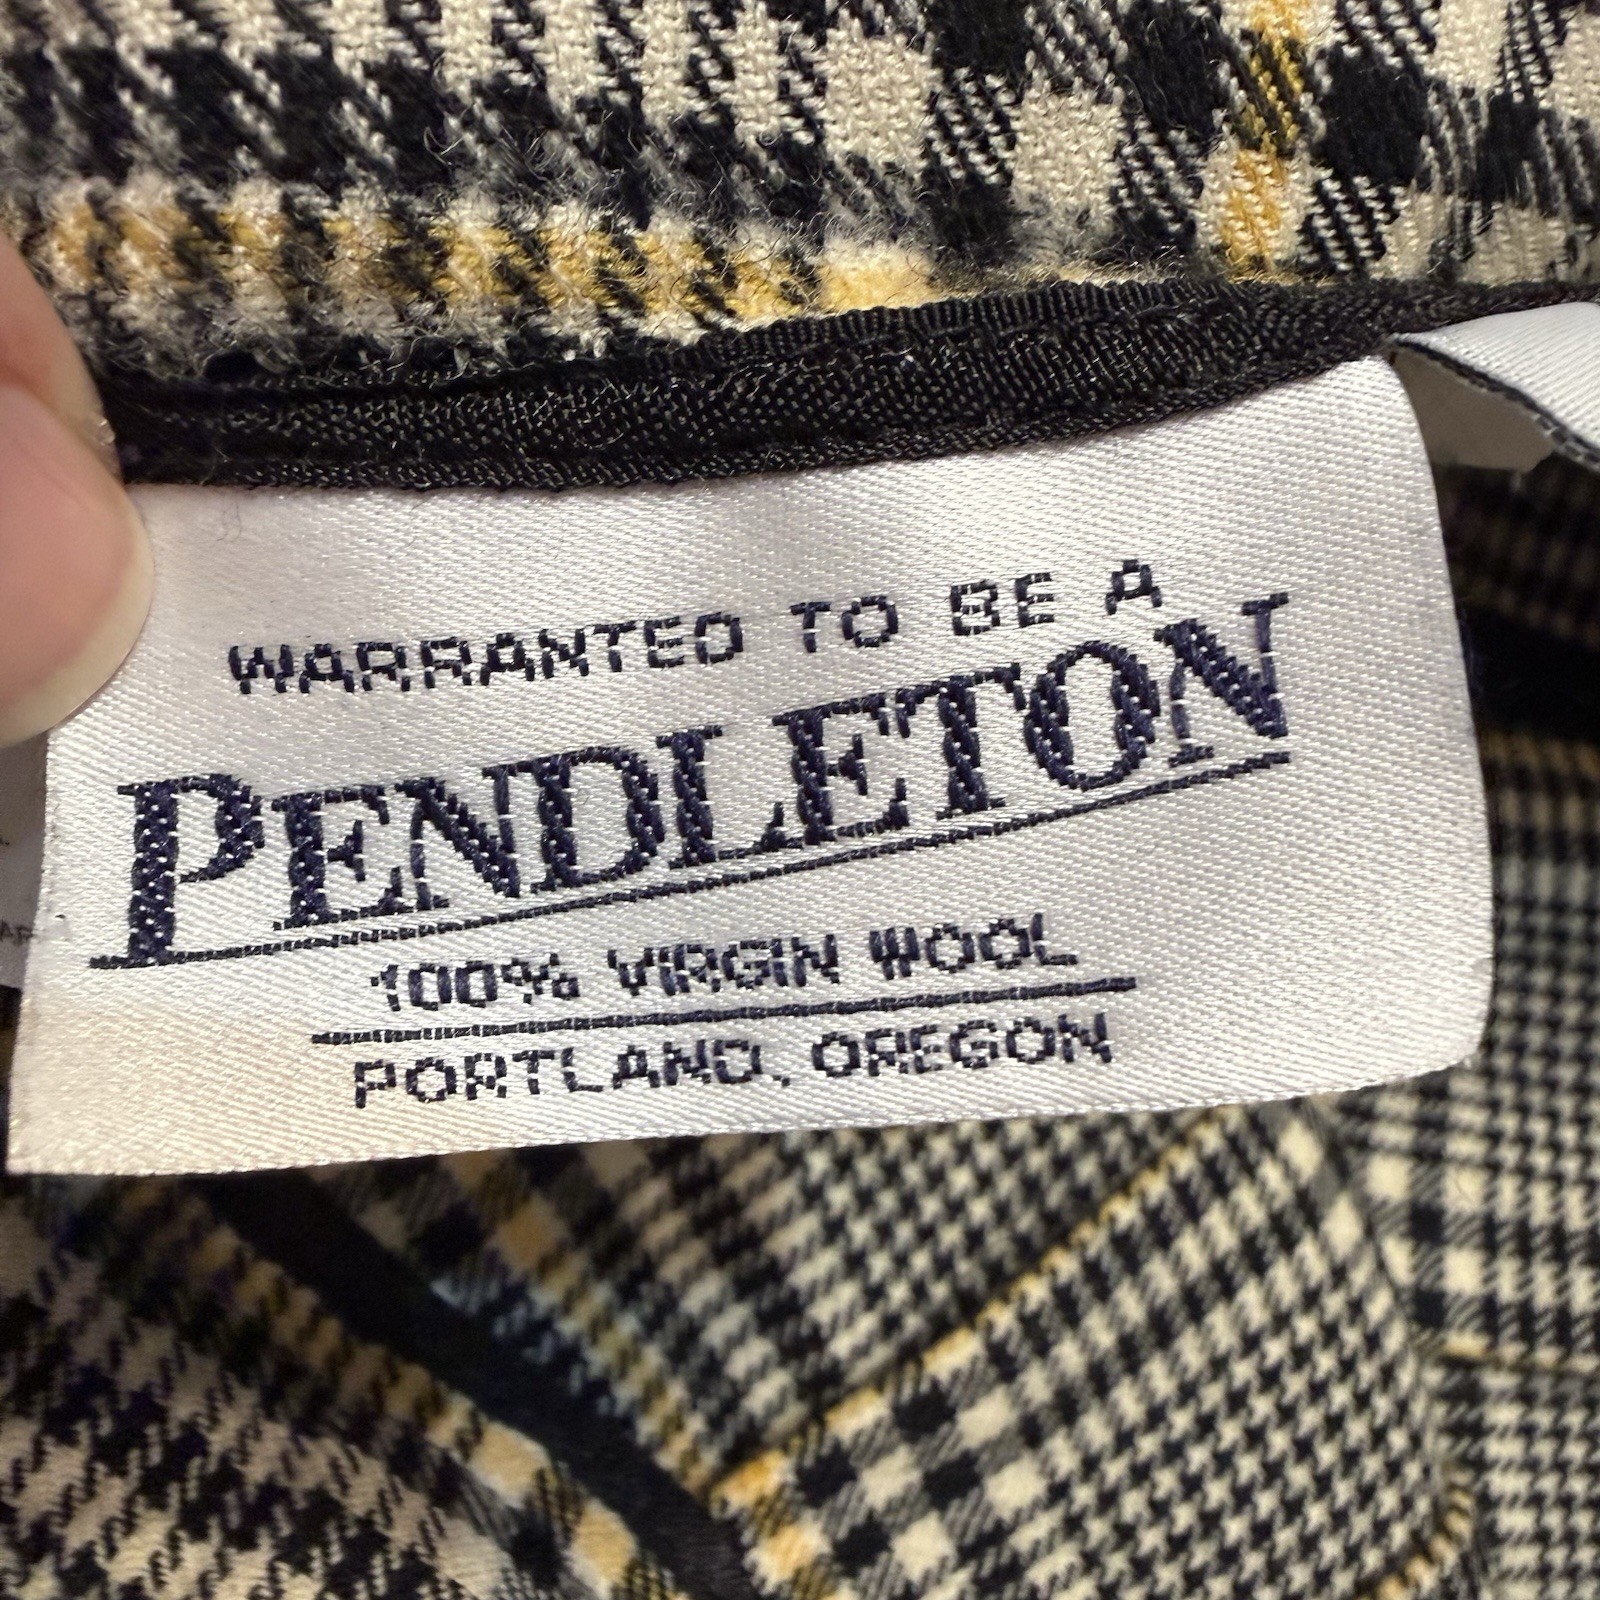 WARRANTED TO BE A
PENDLETON
100% VIRGIN WOOL
PORTLAND, OREGON